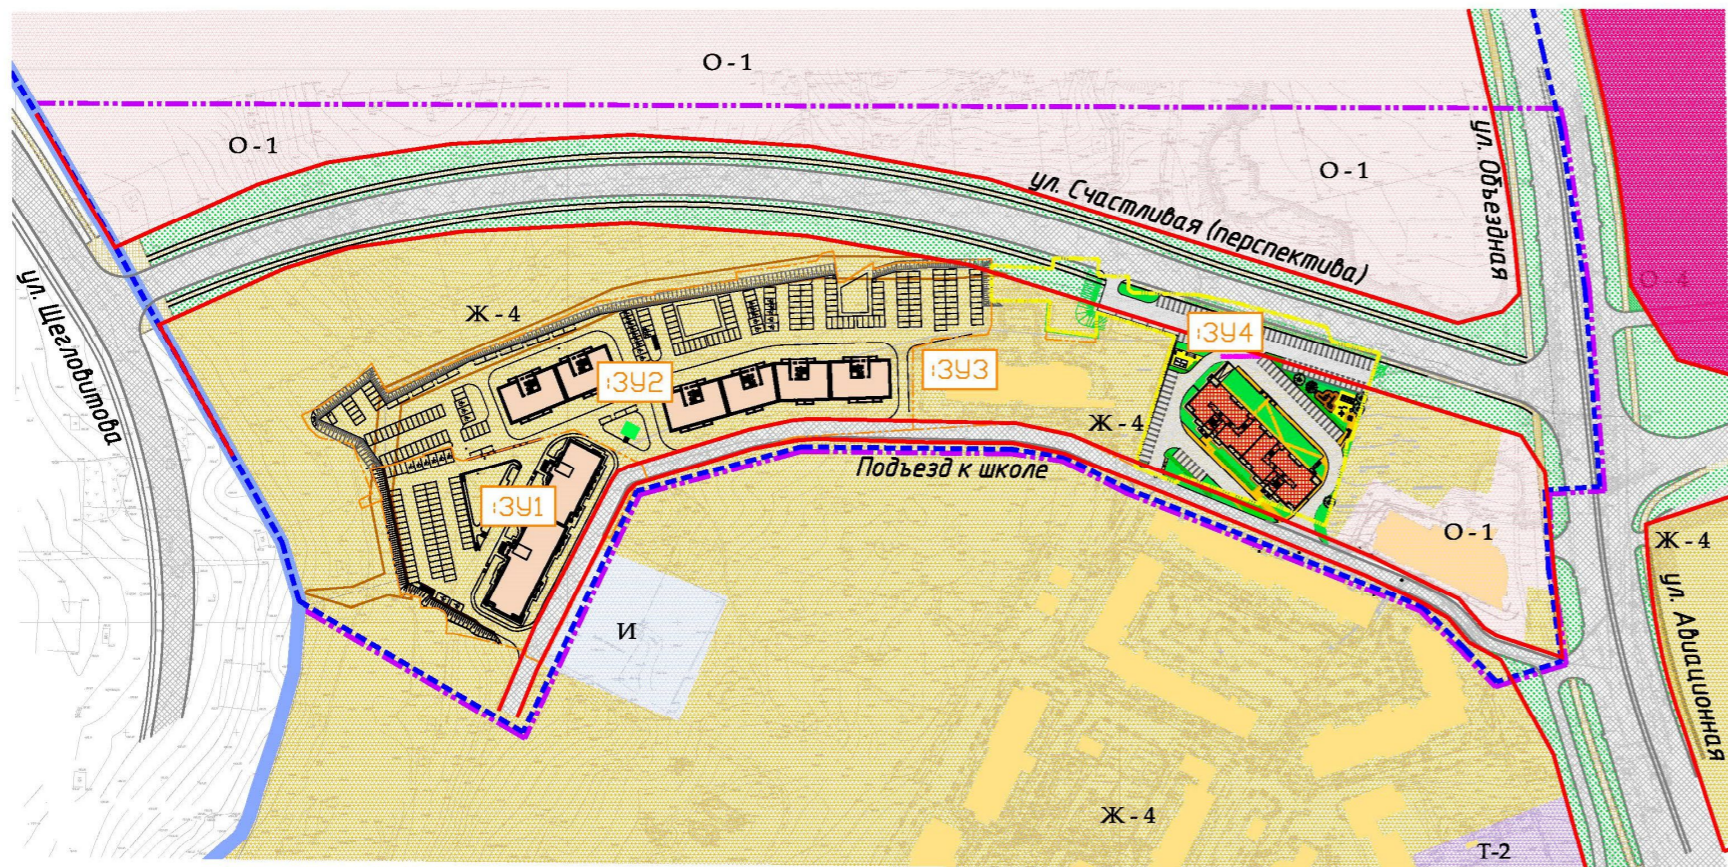 О-1
О-1
О-1
ул. Объездная
ул. Счастливая (перспектива)
О-4
ул. Щегловитова
Ж-4
:ЗУ4
:ЗУ3
:ЗУ2
Ж-4
Подъезд к школе
:ЗУ1
О-1
Ж-4
ул. Авиационная
И
Ж-4
Т-2